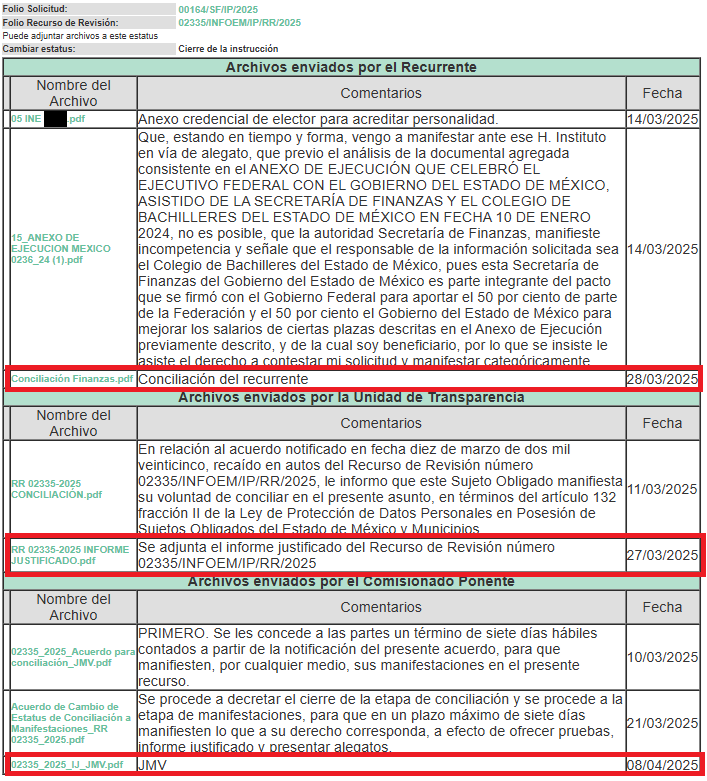 Folio Solicitud: 00164/SF/IP/2025
Folio Recurso de Revisión: 02335/INFOEM/IP/RR/2025
Puede adjuntar archivos a este estatus
Cambiar estatus: Cierre de la instrucción
Archivos enviados por el Recurrente
Nombre del
Archivo
Comentarios
Fecha
05 INE .pdf
Anexo credencial de elector para acreditar personalidad.
14/03/2025
15_ANEXO DE
EJECUCION MEXICO
0236_24 (1).pdf
Que, estando en tiempo y forma, vengo a manifestar ante ese H. Instituto
en vía de alegato, que previo el análisis de la documental agregada
consistente en el ANEXO DE EJECUCIÓN QUE CELEBRÓ EL
EJECUTIVO FEDERAL CON EL GOBIERNO DEL ESTADO DE MÉXICO,
ASISTIDO DE LA SECRETARÍA DE FINANZAS Y EL COLEGIO DE
BACHILLERES DEL ESTADO DE MÉXICO EN FECHA 10 DE ENERO
2024, no es posible, que la autoridad Secretaría de Finanzas, manifieste
incompetencia y señale que el responsable de la información solicitada sea
el Colegio de Bachilleres del Estado de México, pues esta Secretaría de
Finanzas del Gobierno del Estado de México es parte integrante del pacto
que se firmó con el Gobierno Federal para aportar el 50 por ciento de parte
de la Federación y el 50 por ciento el Gobierno del Estado de México para
mejorar los salarios de ciertas plazas descritas en el Anexo de Ejecución
previamente descrito, y de la cual soy beneficiario, por lo que se insiste le
asiste el derecho a contestar mi solicitud y manifestar categóricamente
14/03/2025
Conciliación Finanzas.pdf
Conciliación del recurrente
28/03/2025
Archivos enviados por la Unidad de Transparencia
Nombre del
Archivo
Comentarios
Fecha
RR 02335-2025
CONCILIACIÓN.pdf
En relación al acuerdo notificado en fecha diez de marzo de dos mil
veinticinco, recaído en autos del Recurso de Revisión número
02335/INFOEM/IP/RR/2025, le informo que este Sujeto Obligado manifiesta
su voluntad de conciliar en el presente asunto, en términos del artículo 132
fracción II de la Ley de Protección de Datos Personales en Posesión de
Sujetos Obligados del Estado de México y Municipios
11/03/2025
RR 02335-2025 INFORME
JUSTIFICADO.pdf
Se adjunta el informe justificado del Recurso de Revisión número
02335/INFOEM/IP/RR/2025
27/03/2025
Archivos enviados por el Comisionado Ponente
Nombre del
Archivo
Comentarios
Fecha
02335_2025_Acuerdo para
conciliación_JMV.pdf
PRIMERO. Se les concede a las partes un término de siete días hábiles
contados a partir de la notificación del presente acuerdo, para que
manifiesten, por cualquier medio, sus manifestaciones en el presente
recurso.
10/03/2025
Acuerdo de Cambio de
Estatus de Conciliación a
Manifestaciones_RR
02335_2025.pdf
Se procede a decretar el cierre de la etapa de conciliación y se procede a la
etapa de manifestaciones, para que en un plazo máximo de siete días
manifiesten lo que a su derecho corresponda, a efecto de ofrecer pruebas,
informe justificado y presentar alegatos.
21/03/2025
02335_2025_IJ_JMV.pdf
JMV
08/04/2025